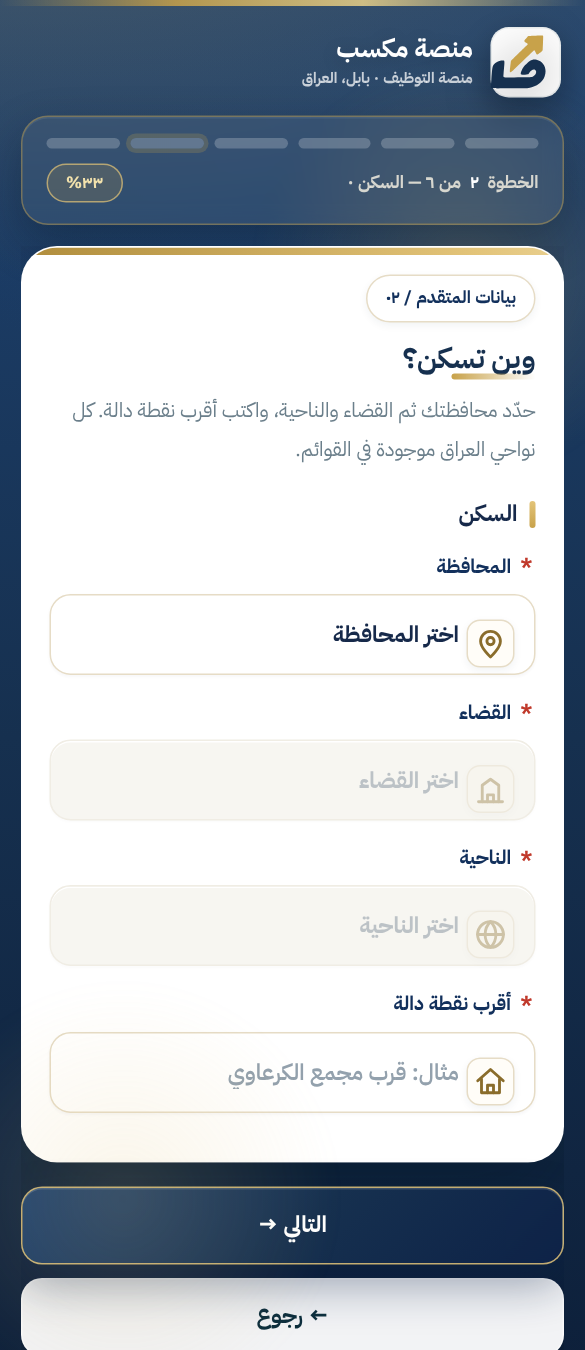 منصة مكسب
منصة التوظيف · بابل، العراق
الخطوة ٢ من ٦ — السكن ·
%٣٣
بيانات المتقدم / ٠٢
وين تسكن؟
حدّد محافظتك ثم القضاء والناحية، واكتب أقرب نقطة دالة. كل
نواحي العراق موجودة في القوائم.
السكن
* المحافظة
اختر المحافظة
* القضاء
اختر القضاء
* الناحية
اختر الناحية
* أقرب نقطة دالة
مثال: قرب مجمع الكرعاوي
التالي →
← رجوع